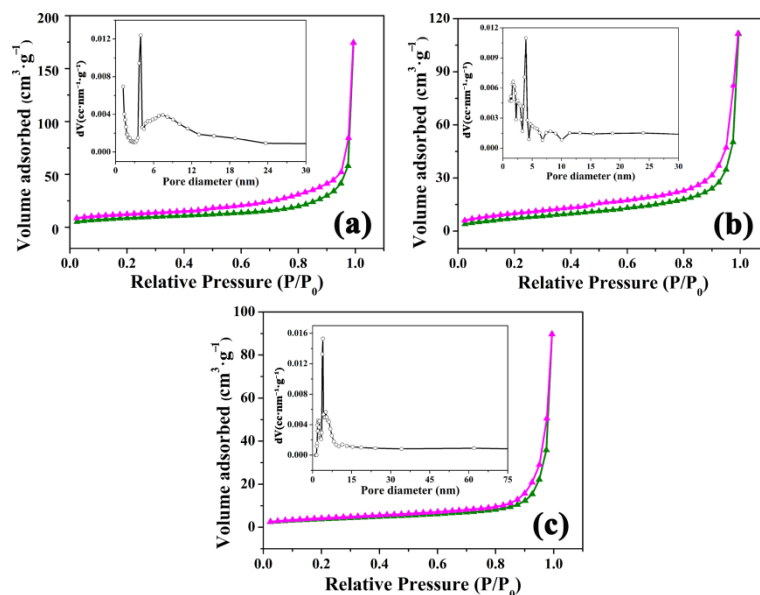 200
150
100
50
0
Volume adsorbed (cm³·g⁻¹)
0.012
0.008
0.004
0.000
dV(cc·nm⁻¹·g⁻¹)
0 6 12 18 24 30
Pore diameter (nm)
(a)
0.0 0.2 0.4 0.6 0.8 1.0
Relative Pressure (P/P₀)
120
90
60
30
0
Volume adsorbed (cm³·g⁻¹)
0.012
0.009
0.006
0.003
0.000
dV(cc·nm⁻¹·g⁻¹)
0 5 10 15 20 25 30
Pore diameter (nm)
(b)
0.0 0.2 0.4 0.6 0.8 1.0
Relative Pressure (P/P₀)
100
80
60
40
20
0
Volume adsorbed (cm³·g⁻¹)
0.016
0.012
0.008
0.004
0.000
dV(cc·nm⁻¹·g⁻¹)
0 15 30 45 60 75
Pore diameter (nm)
(c)
0.0 0.2 0.4 0.6 0.8 1.0
Relative Pressure (P/P₀)